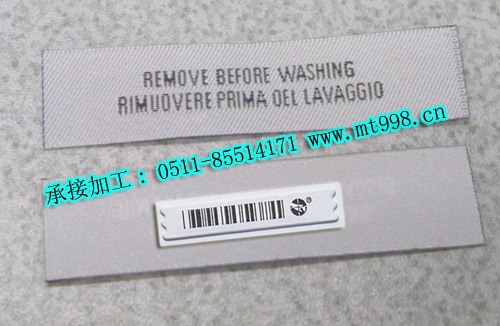 REMOVE BEFORE WASHING
RIMUOVERE PRIMA OEL LAVAGGIO
承接加工：0511-85514171 www.mt998.cn